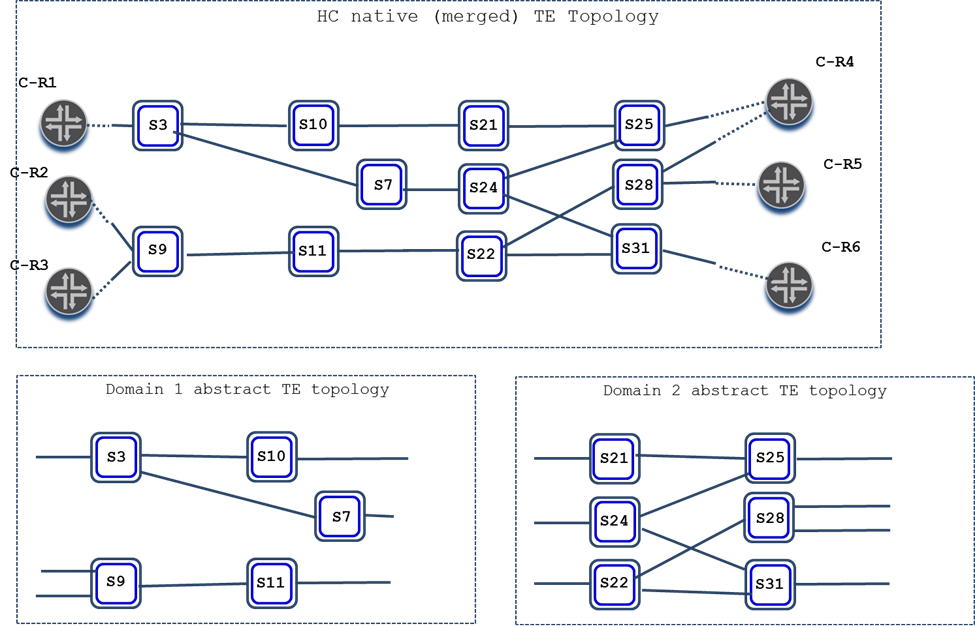 HC native (merged) TE Topology
C-R1
C-R4
S3
S10
S21
S25
C-R2
C-R5
S7
S24
S28
C-R3
C-R6
S9
S11
S22
S31
Domain 1 abstract TE topology
S3
S10
S7
S9
S11
Domain 2 abstract TE topology
S21
S25
S24
S28
S22
S31